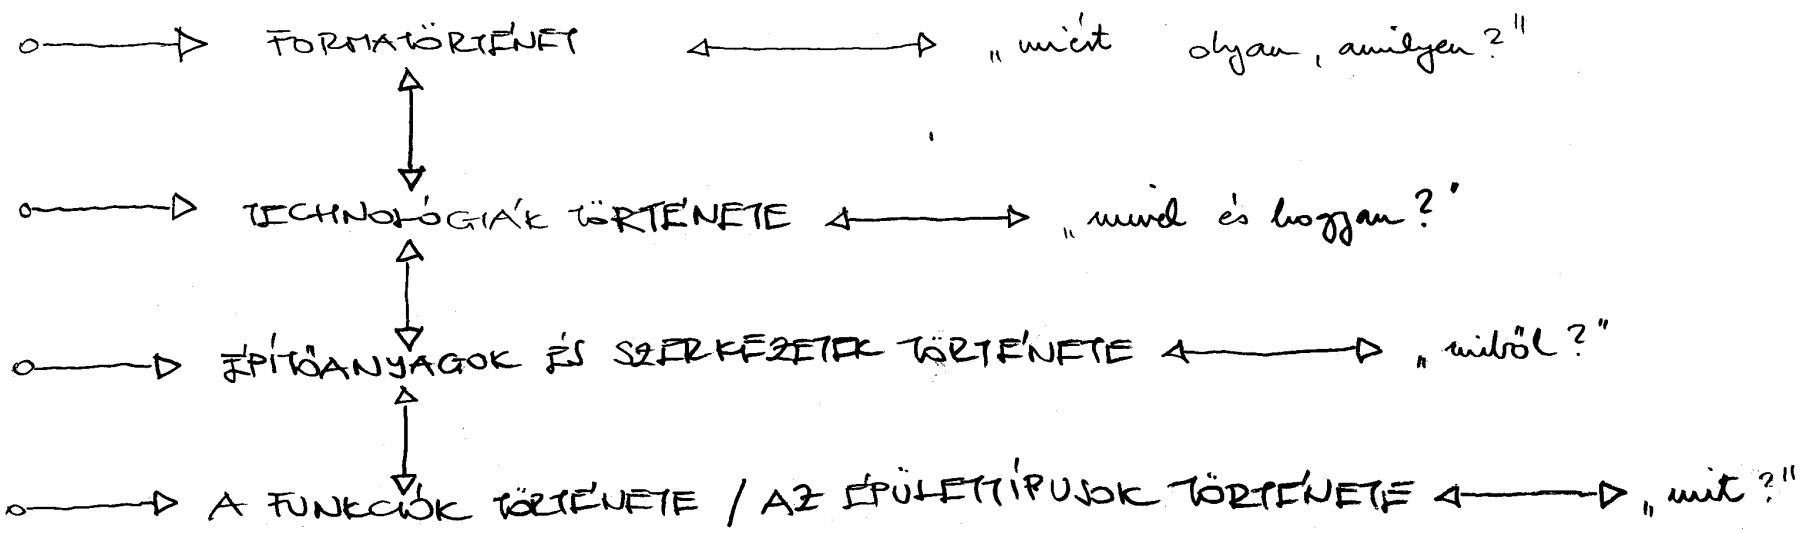 FORMATÖRTÉNET „miért olyan, amilyen?"
TECHNOLÓGIÁK TÖRTÉNETE „mivel és hogyan?"
ÉPÍTŐANYAGOK ÉS SZERKEZETEK TÖRTÉNETE „miből?"
A FUNKCIÓK TÖRTÉNETE / AZ ÉPÜLETTÍPUSOK TÖRTÉNETE „mit?"